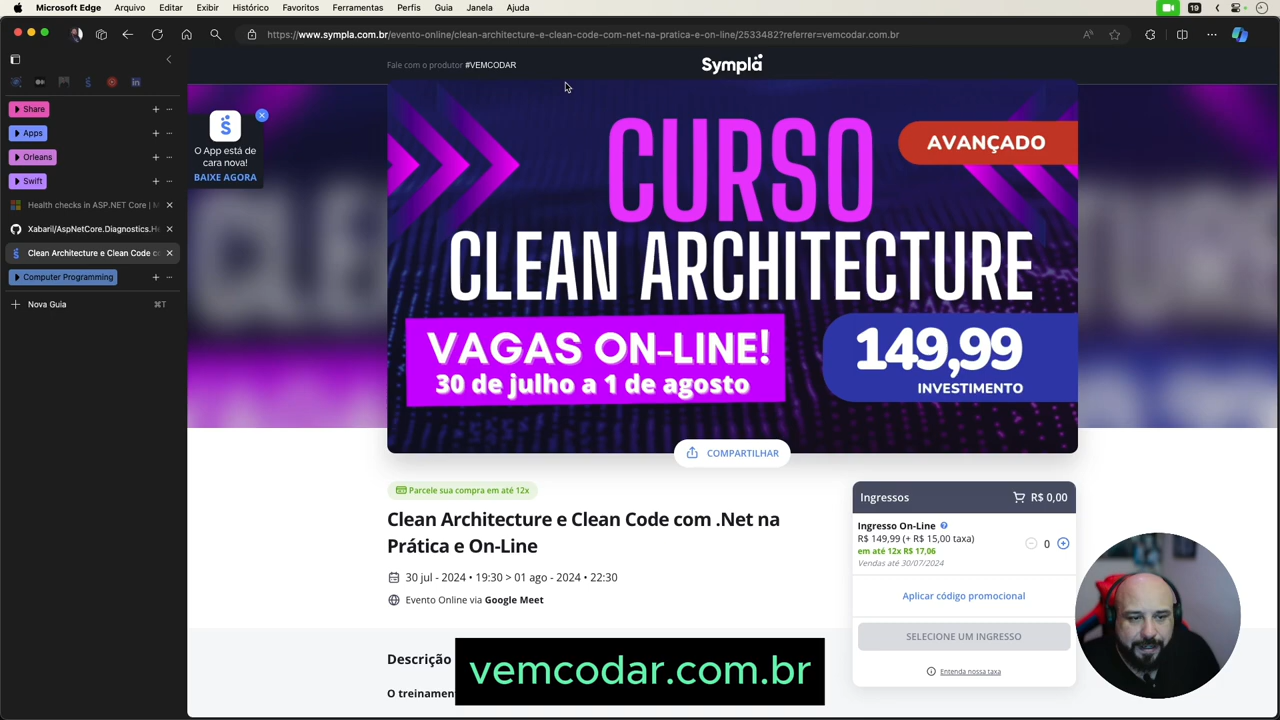 Microsoft Edge Arquivo Editar Exibir Histórico Favoritos Ferramentas Perfis Guia Janela Ajuda
19
https://www.sympla.com.br/evento-online/clean-architecture-e-clean-code-com-net-na-pratica-e-on-line/2533482?referrer=vemcodar.com.br
Share
Apps
Orleans
Swift
Health checks in ASP.NET Core | M
Xabaril/AspNetCore.Diagnostics.He
Clean Architecture e Clean Code co
Computer Programming
Nova Guia ⌘T
Fale com o produtor #VEMCODAR
Sympla
O App está de
cara nova!
BAIXE AGORA
CURSO
AVANÇADO
CLEAN ARCHITECTURE
VAGAS ON-LINE!
30 de julho a 1 de agosto
149,99
INVESTIMENTO
COMPARTILHAR
Parcele sua compra em até 12x
Clean Architecture e Clean Code com .Net na
Prática e On-Line
30 jul - 2024 • 19:30 > 01 ago - 2024 • 22:30
Evento Online via Google Meet
Ingressos R$ 0,00
Ingresso On-Line
R$ 149,99 (+ R$ 15,00 taxa)
em até 12x R$ 17,06
Vendas até 30/07/2024
0
Aplicar código promocional
SELECIONE UM INGRESSO
Entenda nossa taxa
Descrição
O treinamen
vemcodar.com.br